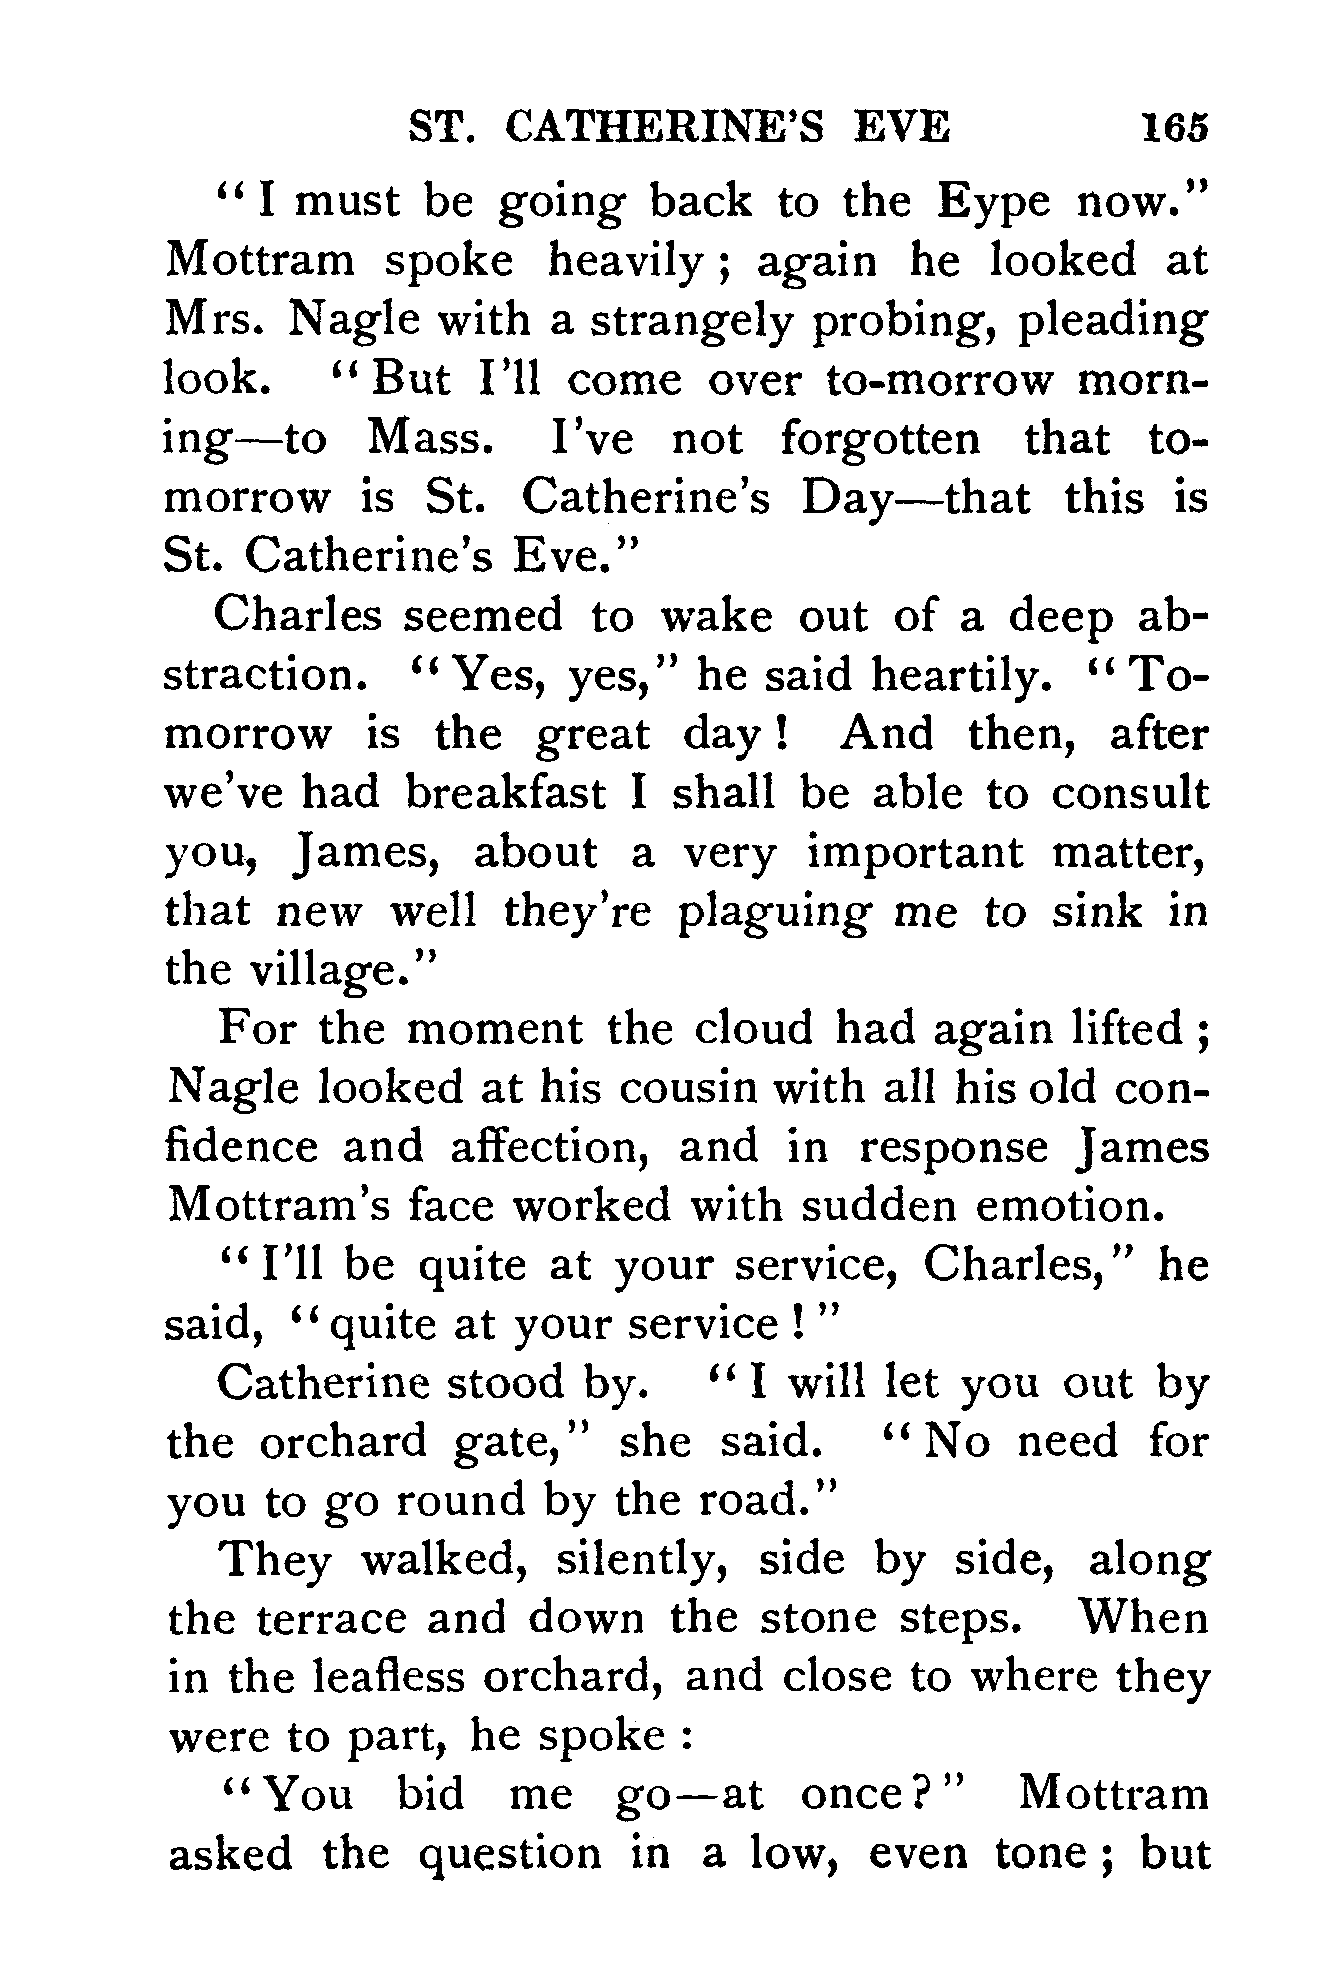 ST. CATHERINE'S EVE 165
“ I must be going back to the Eype now.”
Mottram spoke heavily ; again he looked at
Mrs. Nagle with a strangely probing, pleading
look. “ But I'll come over to-morrow morn-
ing—to Mass. I've not forgotten that to-
morrow is St. Catherine's Day—that this is
St. Catherine's Eve.”
Charles seemed to wake out of a deep ab-
straction. “ Yes, yes,” he said heartily. “ To-
morrow is the great day ! And then, after
we've had breakfast I shall be able to consult
you, James, about a very important matter,
that new well they're plaguing me to sink in
the village.”
For the moment the cloud had again lifted ;
Nagle looked at his cousin with all his old con-
fidence and affection, and in response James
Mottram's face worked with sudden emotion.
“ I'll be quite at your service, Charles,” he
said, “ quite at your service ! ”
Catherine stood by. “ I will let you out by
the orchard gate,” she said. “ No need for
you to go round by the road.”
They walked, silently, side by side, along
the terrace and down the stone steps. When
in the leafless orchard, and close to where they
were to part, he spoke :
“ You bid me go—at once ? ” Mottram
asked the question in a low, even tone ; but